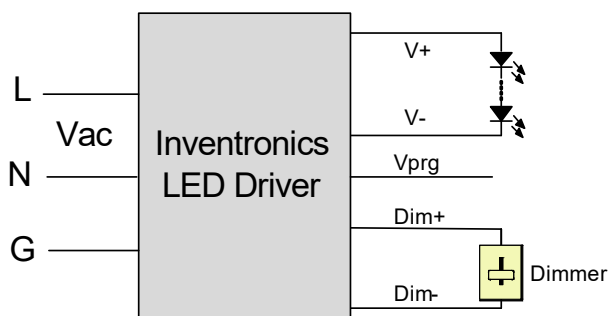 L
Vac
N
G
Inventronics
LED Driver
V+
V-
Vprg
Dim+
Dimmer
Dim-